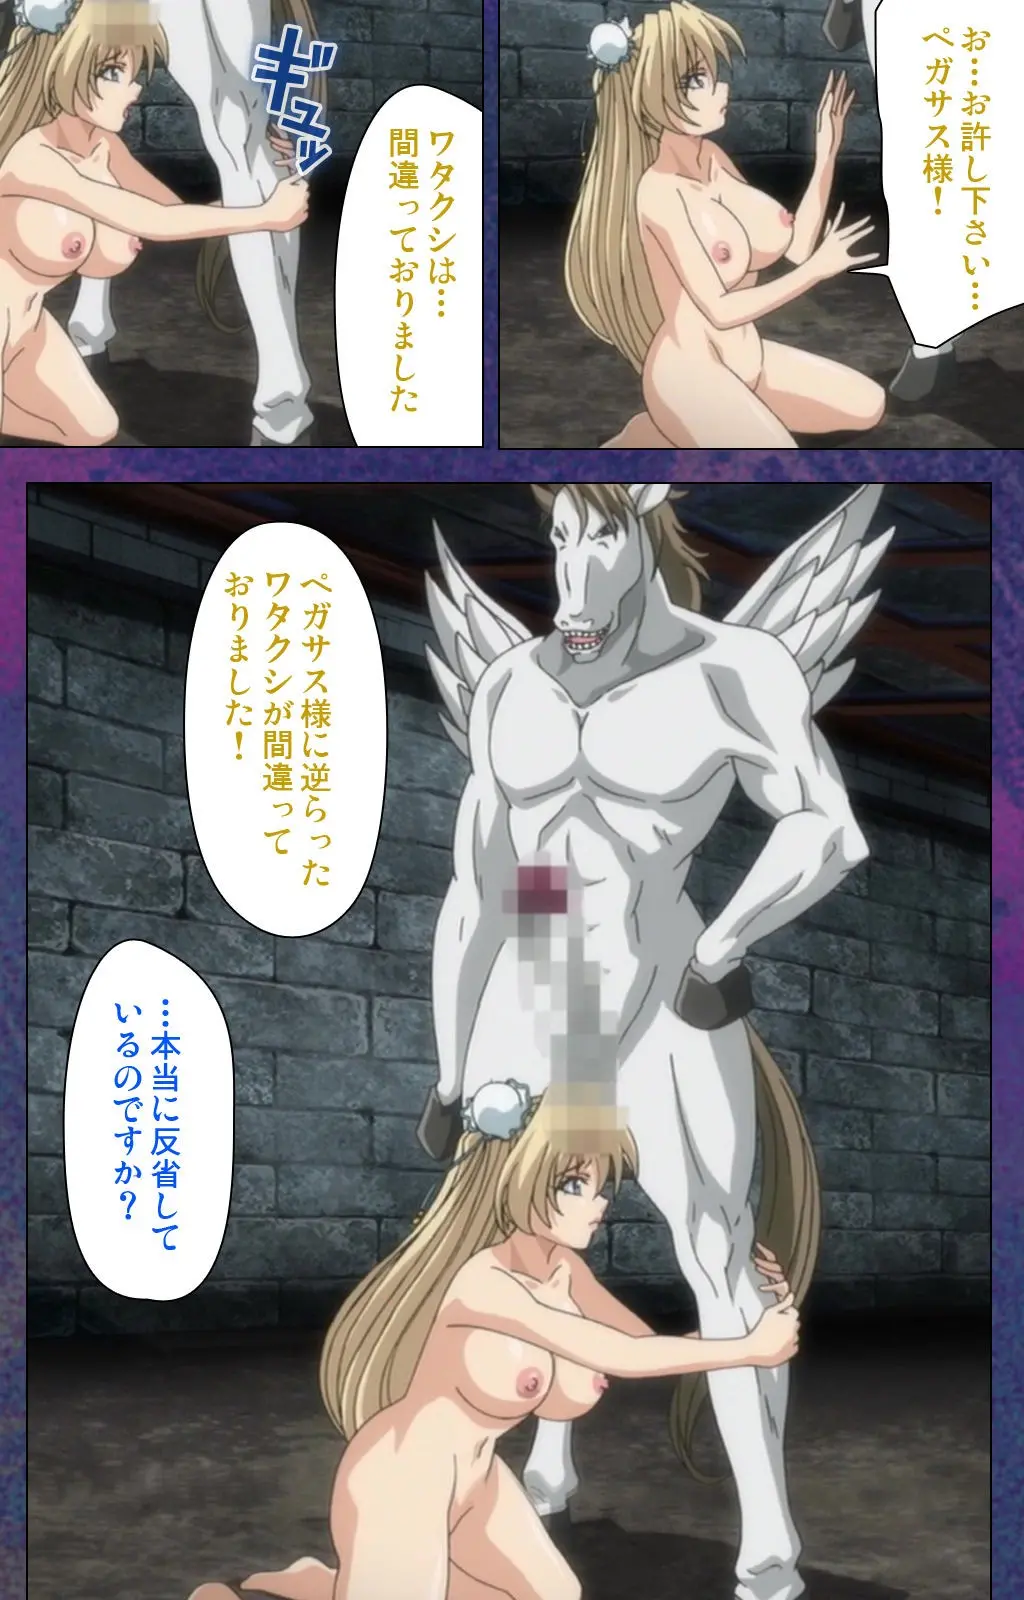 お…お許し下さい…
ペガサス様！
ギュッ
ワタクシは…
間違っておりました
ペガサス様に逆らった
ワタクシが間違って
おりました！
…本当に反省して
いるのですか？